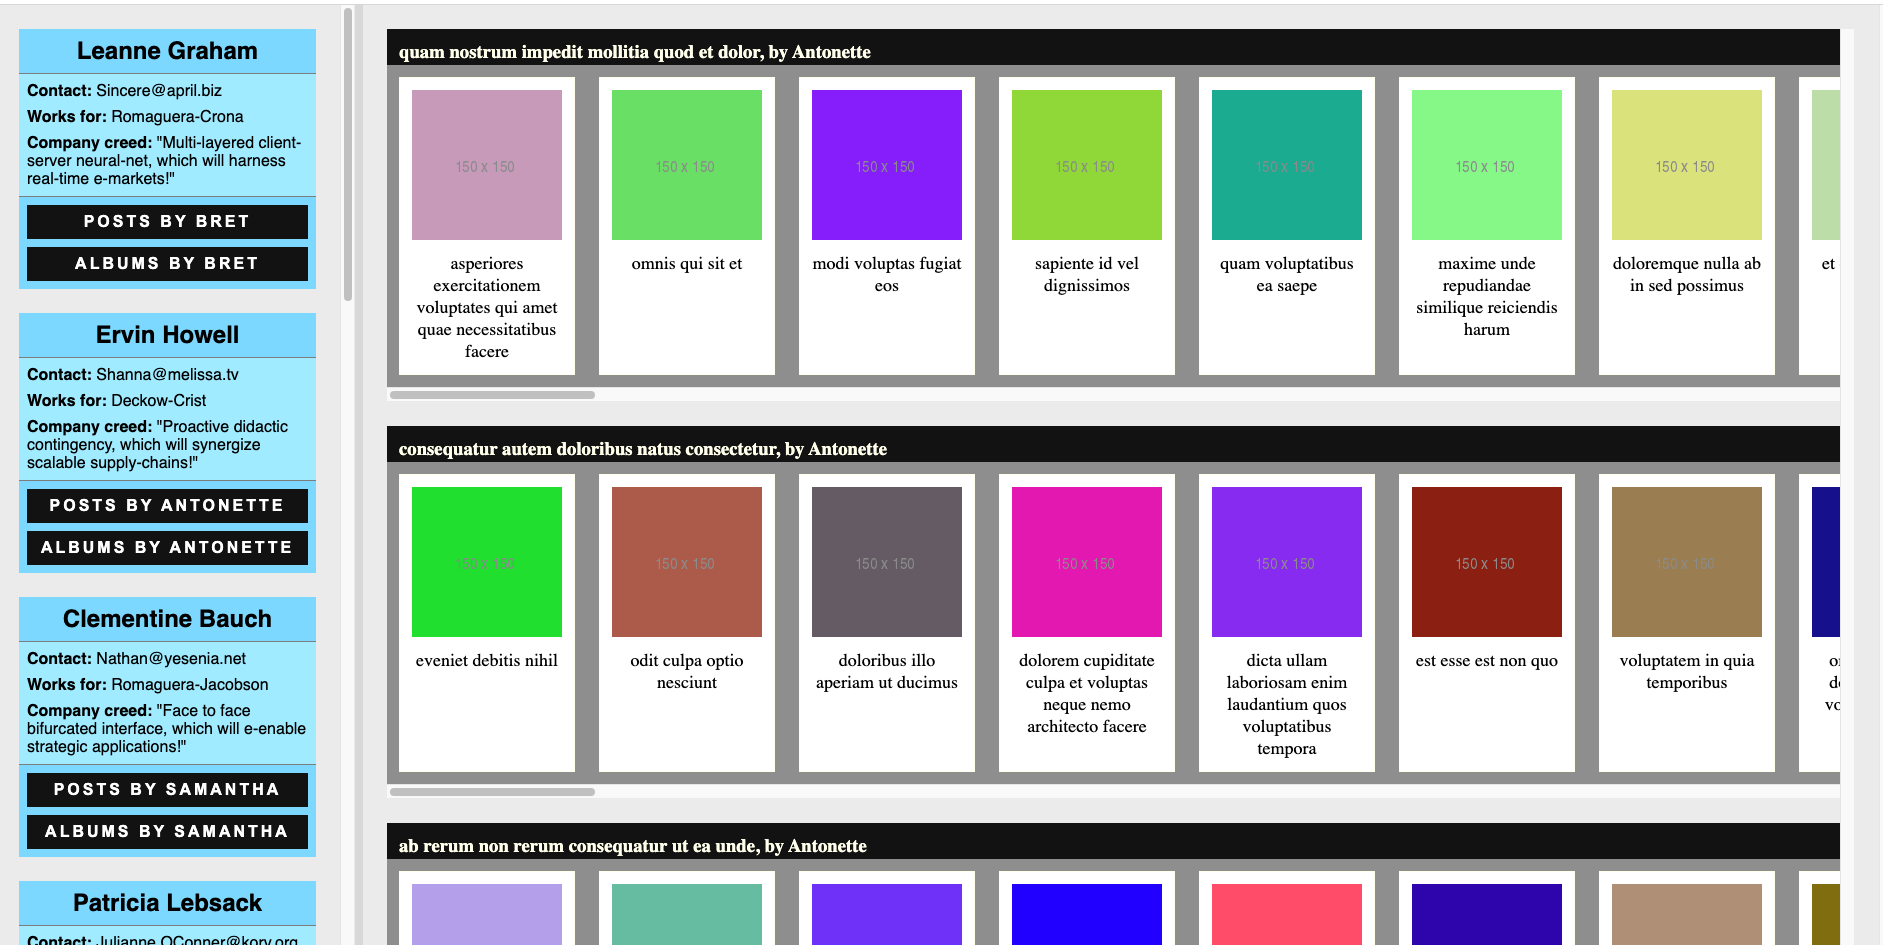 Leanne Graham
Contact: Sincere@april.biz
Works for: Romaguera-Crona
Company creed: "Multi-layered client-
server neural-net, which will harness
real-time e-markets!"
POSTS BY BRET
ALBUMS BY BRET
Ervin Howell
Contact: Shanna@melissa.tv
Works for: Deckow-Crist
Company creed: "Proactive didactic
contingency, which will synergize
scalable supply-chains!"
POSTS BY ANTONETTE
ALBUMS BY ANTONETTE
Clementine Bauch
Contact: Nathan@yesenia.net
Works for: Romaguera-Jacobson
Company creed: "Face to face
bifurcated interface, which will e-enable
strategic applications!"
POSTS BY SAMANTHA
ALBUMS BY SAMANTHA
Patricia Lebsack
Contact: Julianne.OConner@kory.org
quam nostrum impedit mollitia quod et dolor, by Antonette
150 x 150
asperiores
exercitationem
voluptates qui amet
quae necessitatibus
facere
150 x 150
omnis qui sit et
150 x 150
modi voluptas fugiat
eos
150 x 150
sapiente id vel
dignissimos
150 x 150
quam voluptatibus
ea saepe
150 x 150
maxime unde
repudiandae
similique reiciendis
harum
150 x 150
doloremque nulla ab
in sed possimus
et
consequatur autem doloribus natus consectetur, by Antonette
150 x 150
eveniet debitis nihil
150 x 150
odit culpa optio
nesciunt
150 x 150
doloribus illo
aperiam ut ducimus
150 x 150
dolorem cupiditate
culpa et voluptas
neque nemo
architecto facere
150 x 150
dicta ullam
laboriosam enim
laudantium quos
voluptatibus
tempora
150 x 150
est esse est non quo
150 x 150
voluptatem in quia
temporibus
ab rerum non rerum consequatur ut ea unde, by Antonette